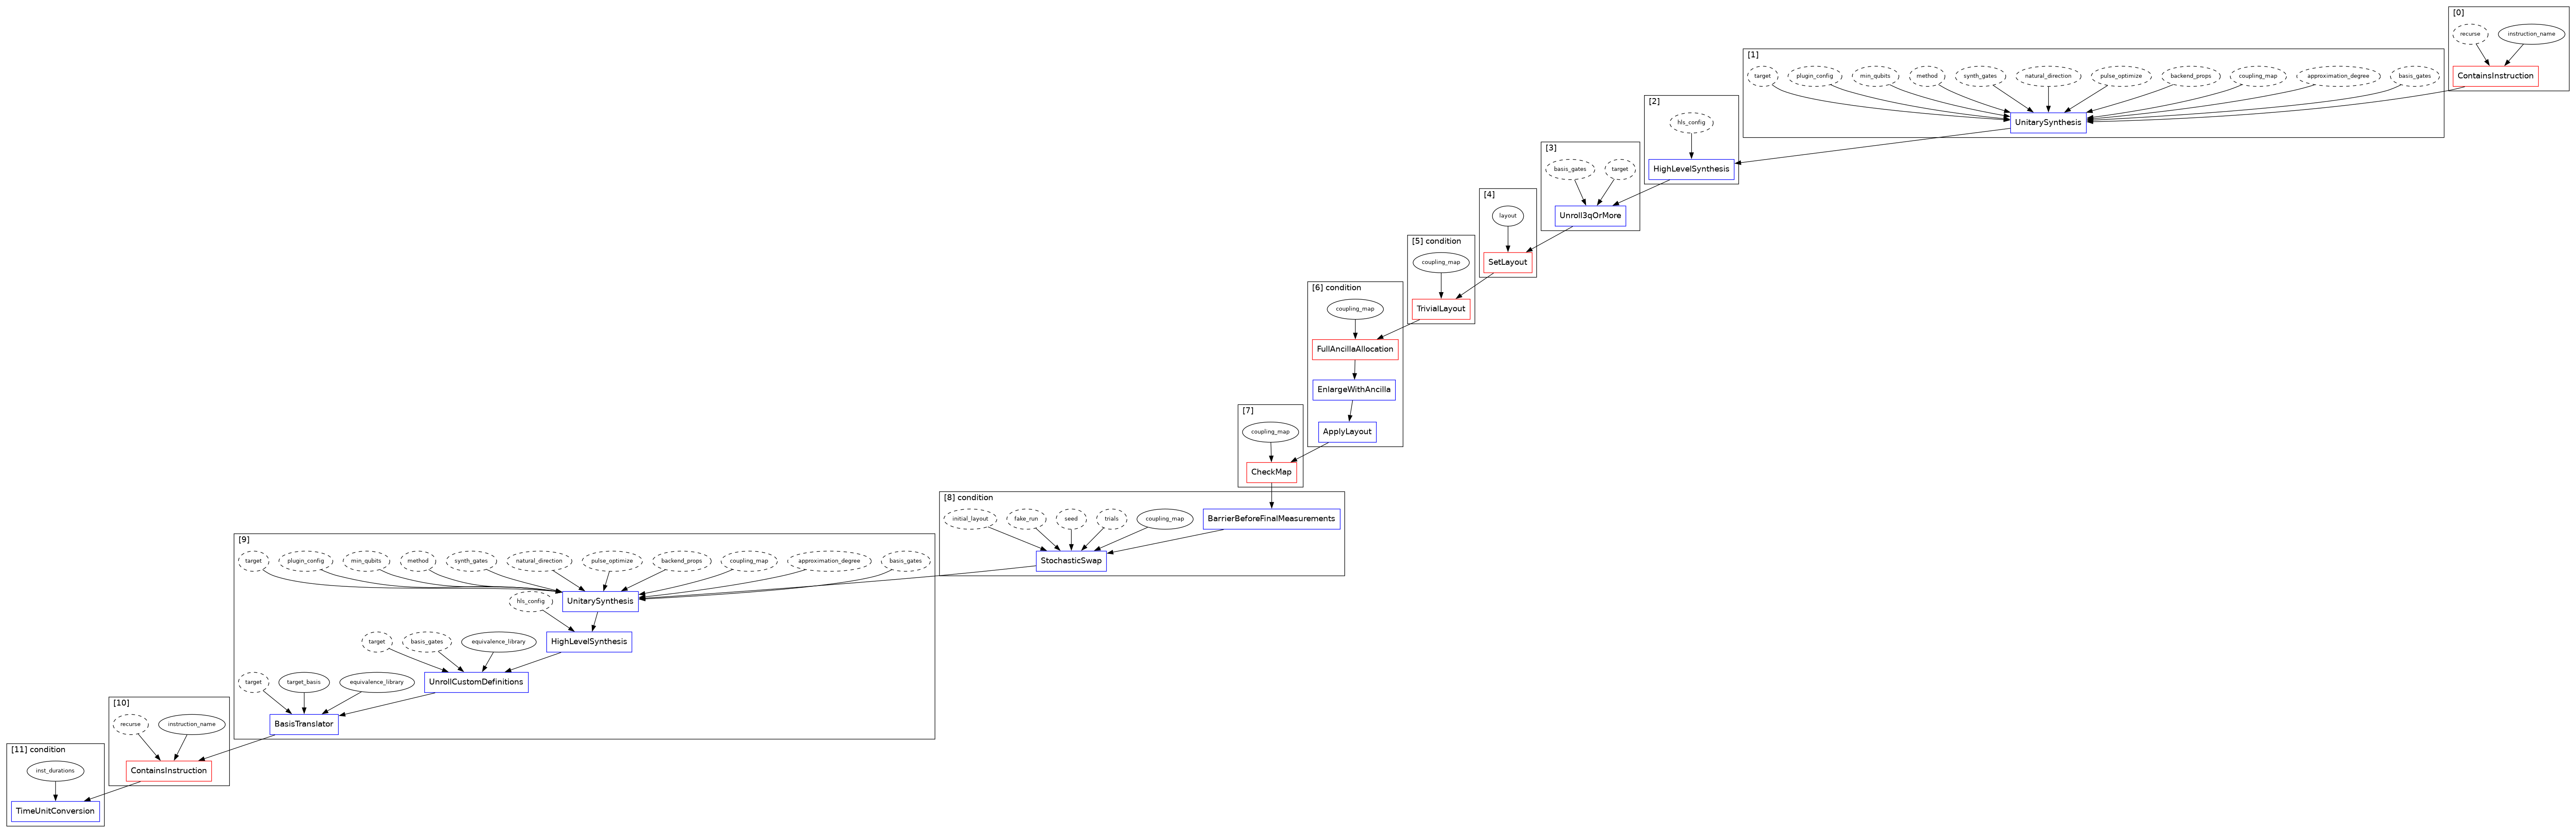 [0]
recurse
instruction_name
ContainsInstruction
[1]
target
plugin_config
min_qubits
method
synth_gates
natural_direction
pulse_optimize
backend_props
coupling_map
approximation_degree
basis_gates
UnitarySynthesis
[2]
hls_config
HighLevelSynthesis
[3]
basis_gates
target
Unroll3qOrMore
[4]
layout
SetLayout
[5] condition
coupling_map
TrivialLayout
[6] condition
coupling_map
FullAncillaAllocation
EnlargeWithAncilla
ApplyLayout
[7]
coupling_map
CheckMap
[8] condition
initial_layout
fake_run
seed
trials
coupling_map
BarrierBeforeFinalMeasurements
StochasticSwap
[9]
target
plugin_config
min_qubits
method
synth_gates
natural_direction
pulse_optimize
backend_props
coupling_map
approximation_degree
basis_gates
UnitarySynthesis
hls_config
HighLevelSynthesis
target
basis_gates
equivalence_library
UnrollCustomDefinitions
target
target_basis
equivalence_library
BasisTranslator
[10]
recurse
instruction_name
ContainsInstruction
[11] condition
inst_durations
TimeUnitConversion